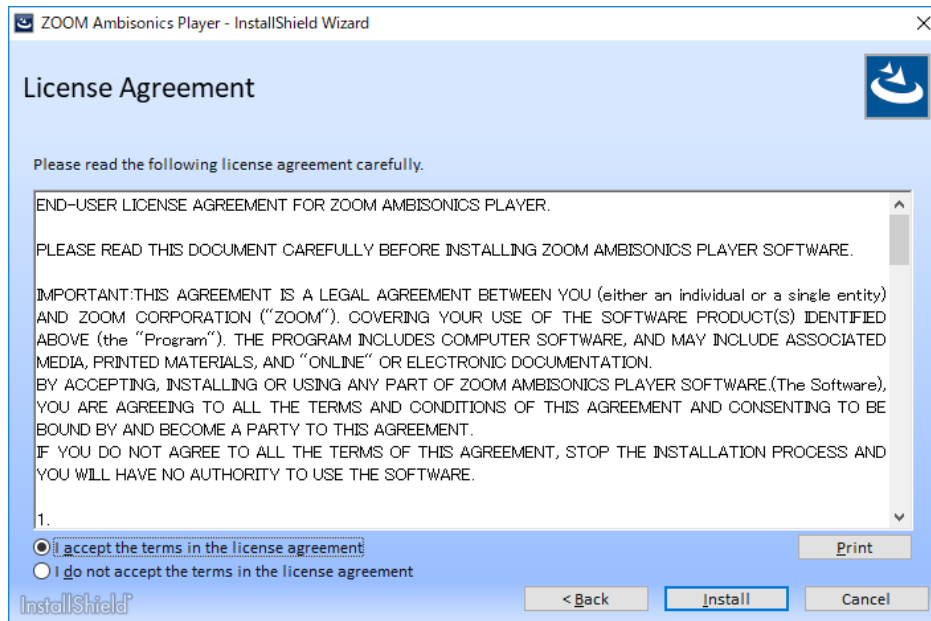 ZOOM Ambisonics Player - InstallShield Wizard
License Agreement
Please read the following license agreement carefully.
END-USER LICENSE AGREEMENT FOR ZOOM AMBISONICS PLAYER.
PLEASE READ THIS DOCUMENT CAREFULLY BEFORE INSTALLING ZOOM AMBISONICS PLAYER SOFTWARE.
IMPORTANT:THIS AGREEMENT IS A LEGAL AGREEMENT BETWEEN YOU (either an individual or a single entity)
AND ZOOM CORPORATION ("ZOOM"). COVERING YOUR USE OF THE SOFTWARE PRODUCT(S) IDENTIFIED
ABOVE (the "Program"). THE PROGRAM INCLUDES COMPUTER SOFTWARE, AND MAY INCLUDE ASSOCIATED
MEDIA, PRINTED MATERIALS, AND "ONLINE" OR ELECTRONIC DOCUMENTATION.
BY ACCEPTING, INSTALLING OR USING ANY PART OF ZOOM AMBISONICS PLAYER SOFTWARE.(The Software),
YOU ARE AGREEING TO ALL THE TERMS AND CONDITIONS OF THIS AGREEMENT AND CONSENTING TO BE
BOUND BY AND BECOME A PARTY TO THIS AGREEMENT.
IF YOU DO NOT AGREE TO ALL THE TERMS OF THIS AGREEMENT, STOP THE INSTALLATION PROCESS AND
YOU WILL HAVE NO AUTHORITY TO USE THE SOFTWARE.
1.
I accept the terms in the license agreement
Print
I do not accept the terms in the license agreement
InstallShield
< Back
Install
Cancel